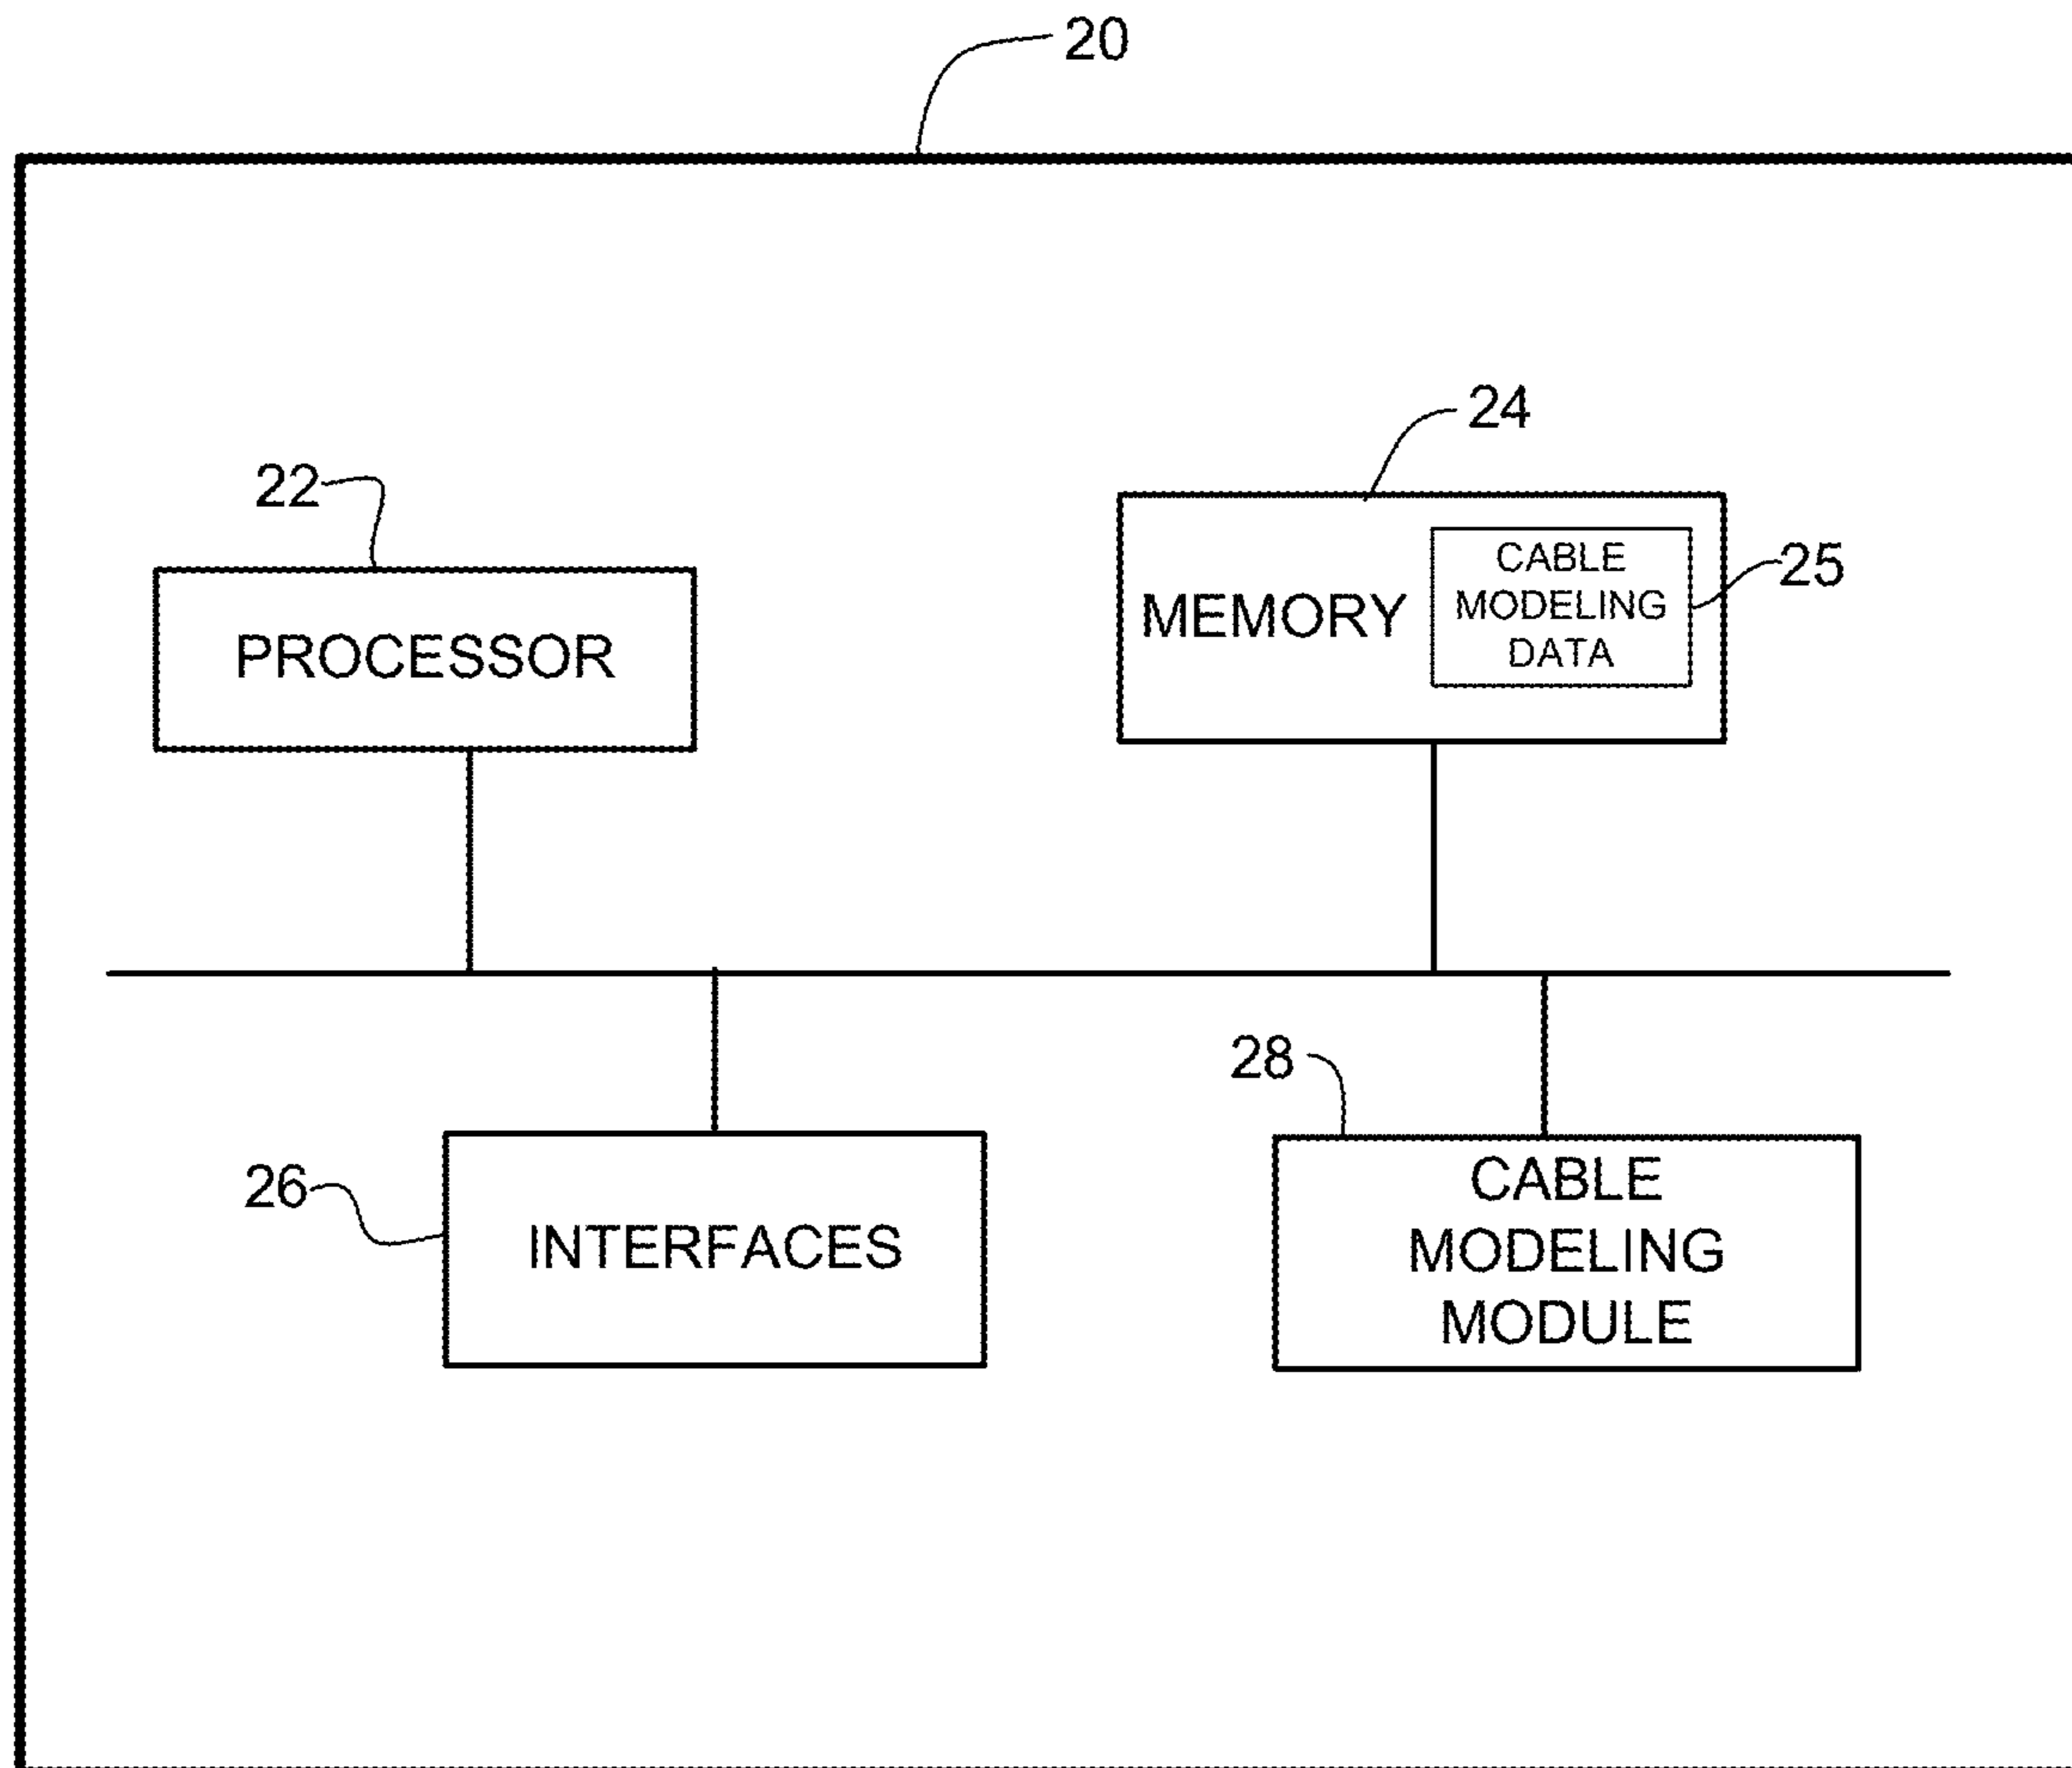 20
24
22
CABLE
MODELING
DATA
25
MEMORY
PROCESSOR
28
26
INTERFACES
CABLE
MODELING
MODULE